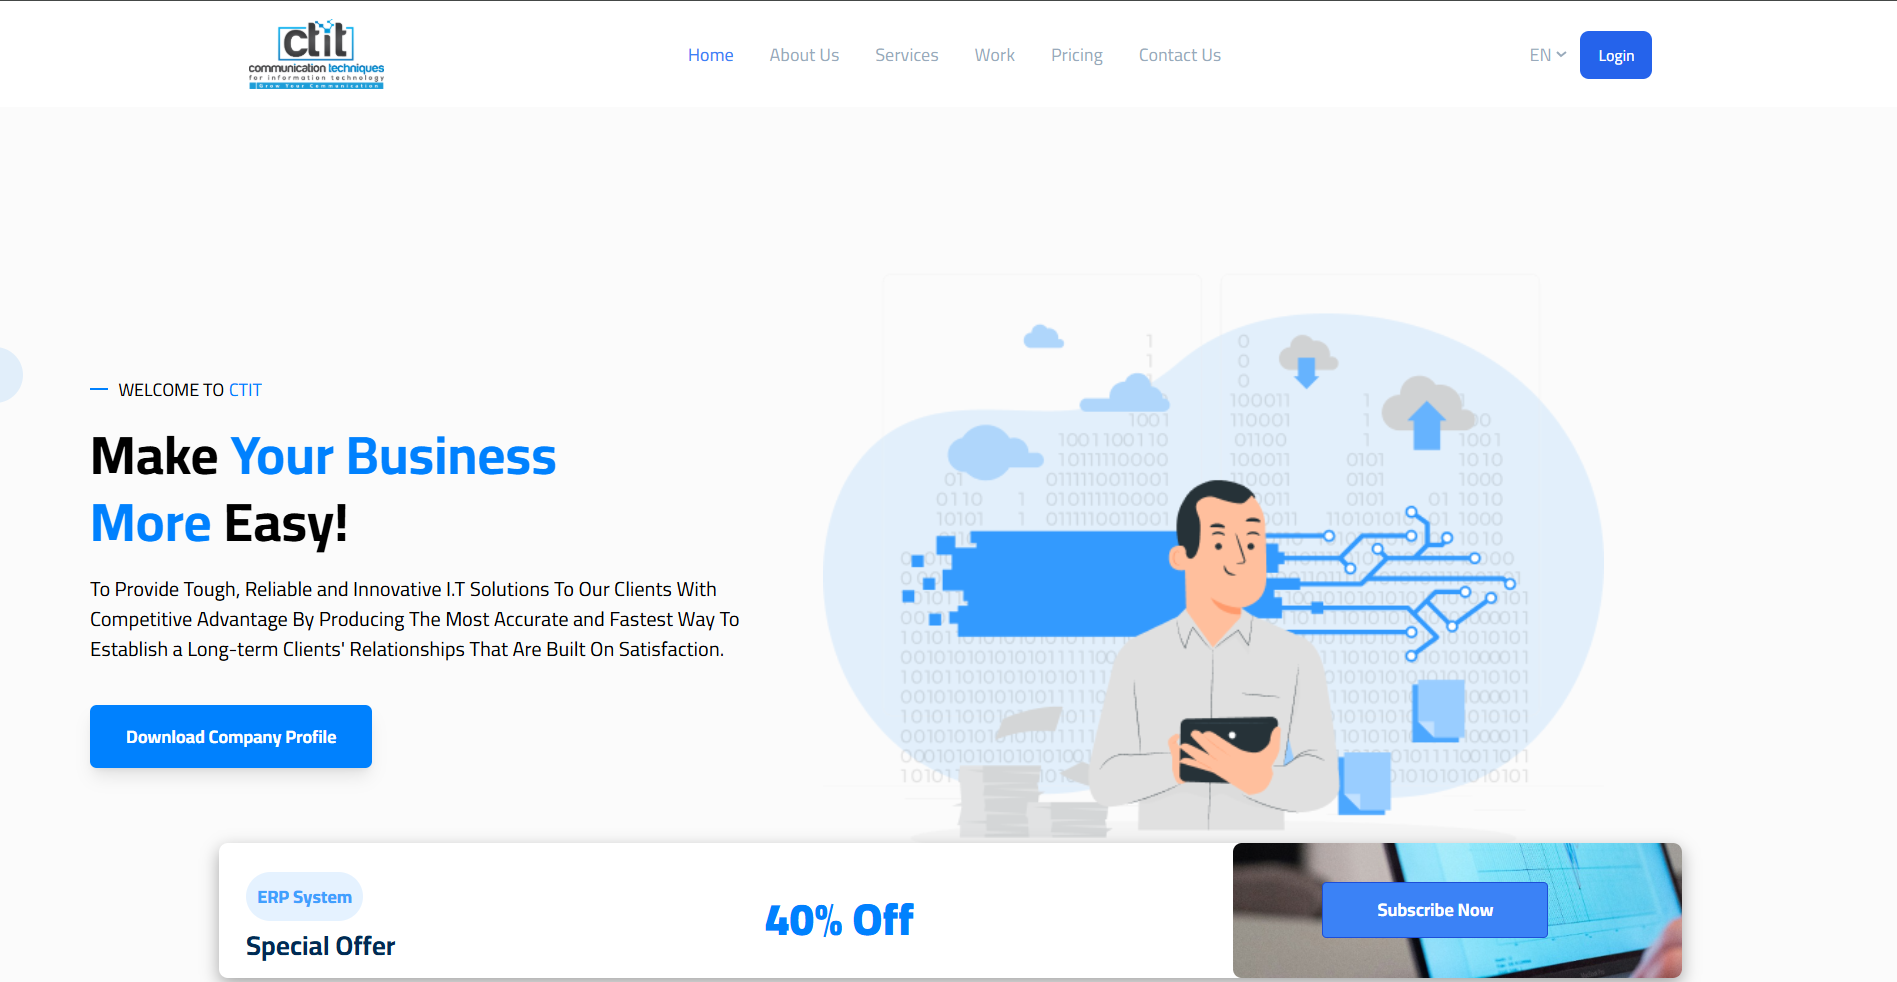 ctit
communication techniques
for information technology
Grow Your Communication
Home
About Us
Services
Work
Pricing
Contact Us
EN
Login
WELCOME TO CTIT
Make Your Business
More Easy!
To Provide Tough, Reliable and Innovative I.T Solutions To Our Clients With
Competitive Advantage By Producing The Most Accurate and Fastest Way To
Establish a Long-term Clients' Relationships That Are Built On Satisfaction.
Download Company Profile
ERP System
Special Offer
40% Off
Subscribe Now